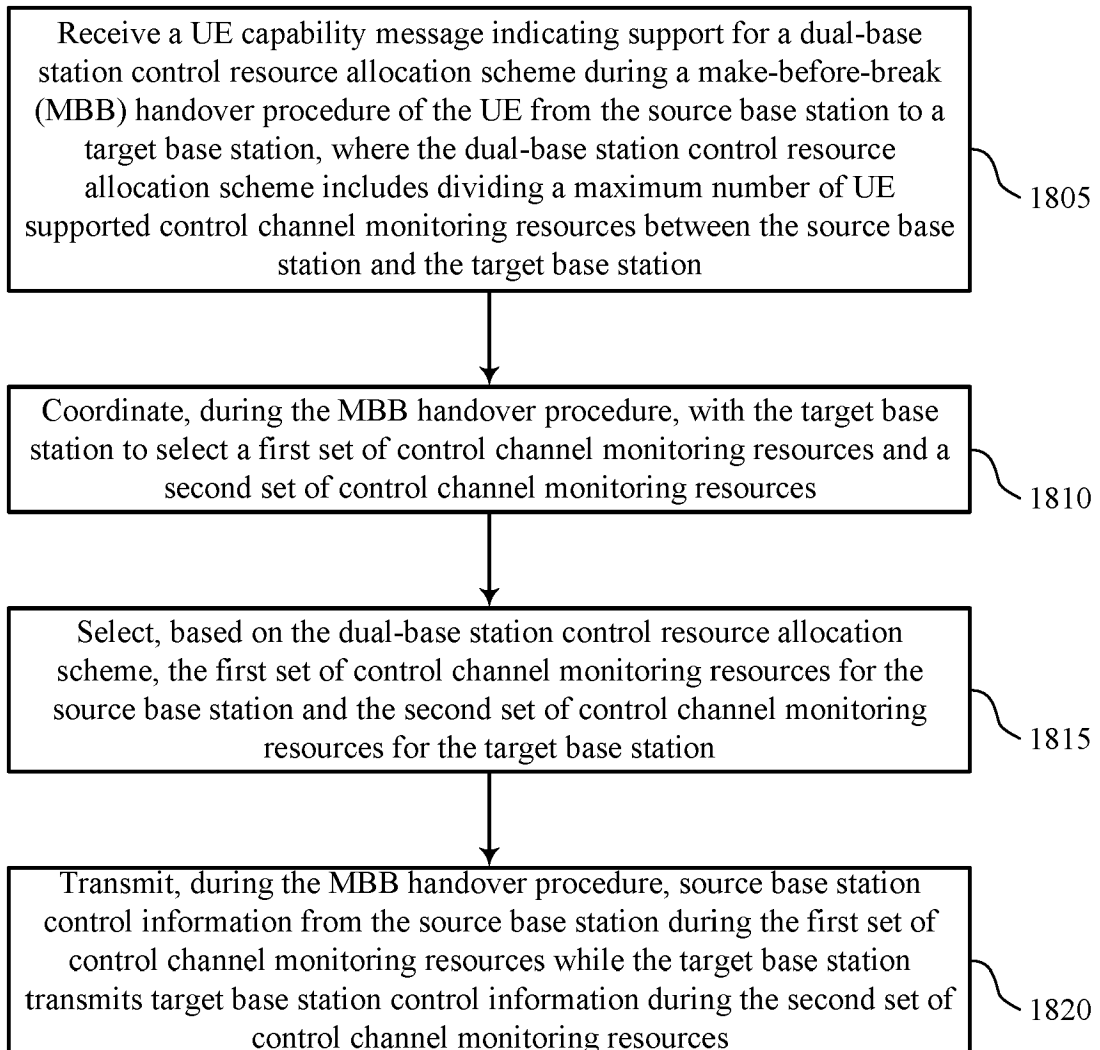 Receive a UE capability message indicating support for a dual-base
station control resource allocation scheme during a make-before-break
(MBB) handover procedure of the UE from the source base station to a
target base station, where the dual-base station control resource
allocation scheme includes dividing a maximum number of UE
supported control channel monitoring resources between the source base
station and the target base station
1805
Coordinate, during the MBB handover procedure, with the target base
station to select a first set of control channel monitoring resources and a
second set of control channel monitoring resources
1810
Select, based on the dual-base station control resource allocation
scheme, the first set of control channel monitoring resources for the
source base station and the second set of control channel monitoring
resources for the target base station
1815
Transmit, during the MBB handover procedure, source base station
control information from the source base station during the first set of
control channel monitoring resources while the target base station
transmits target base station control information during the second set of
control channel monitoring resources
1820